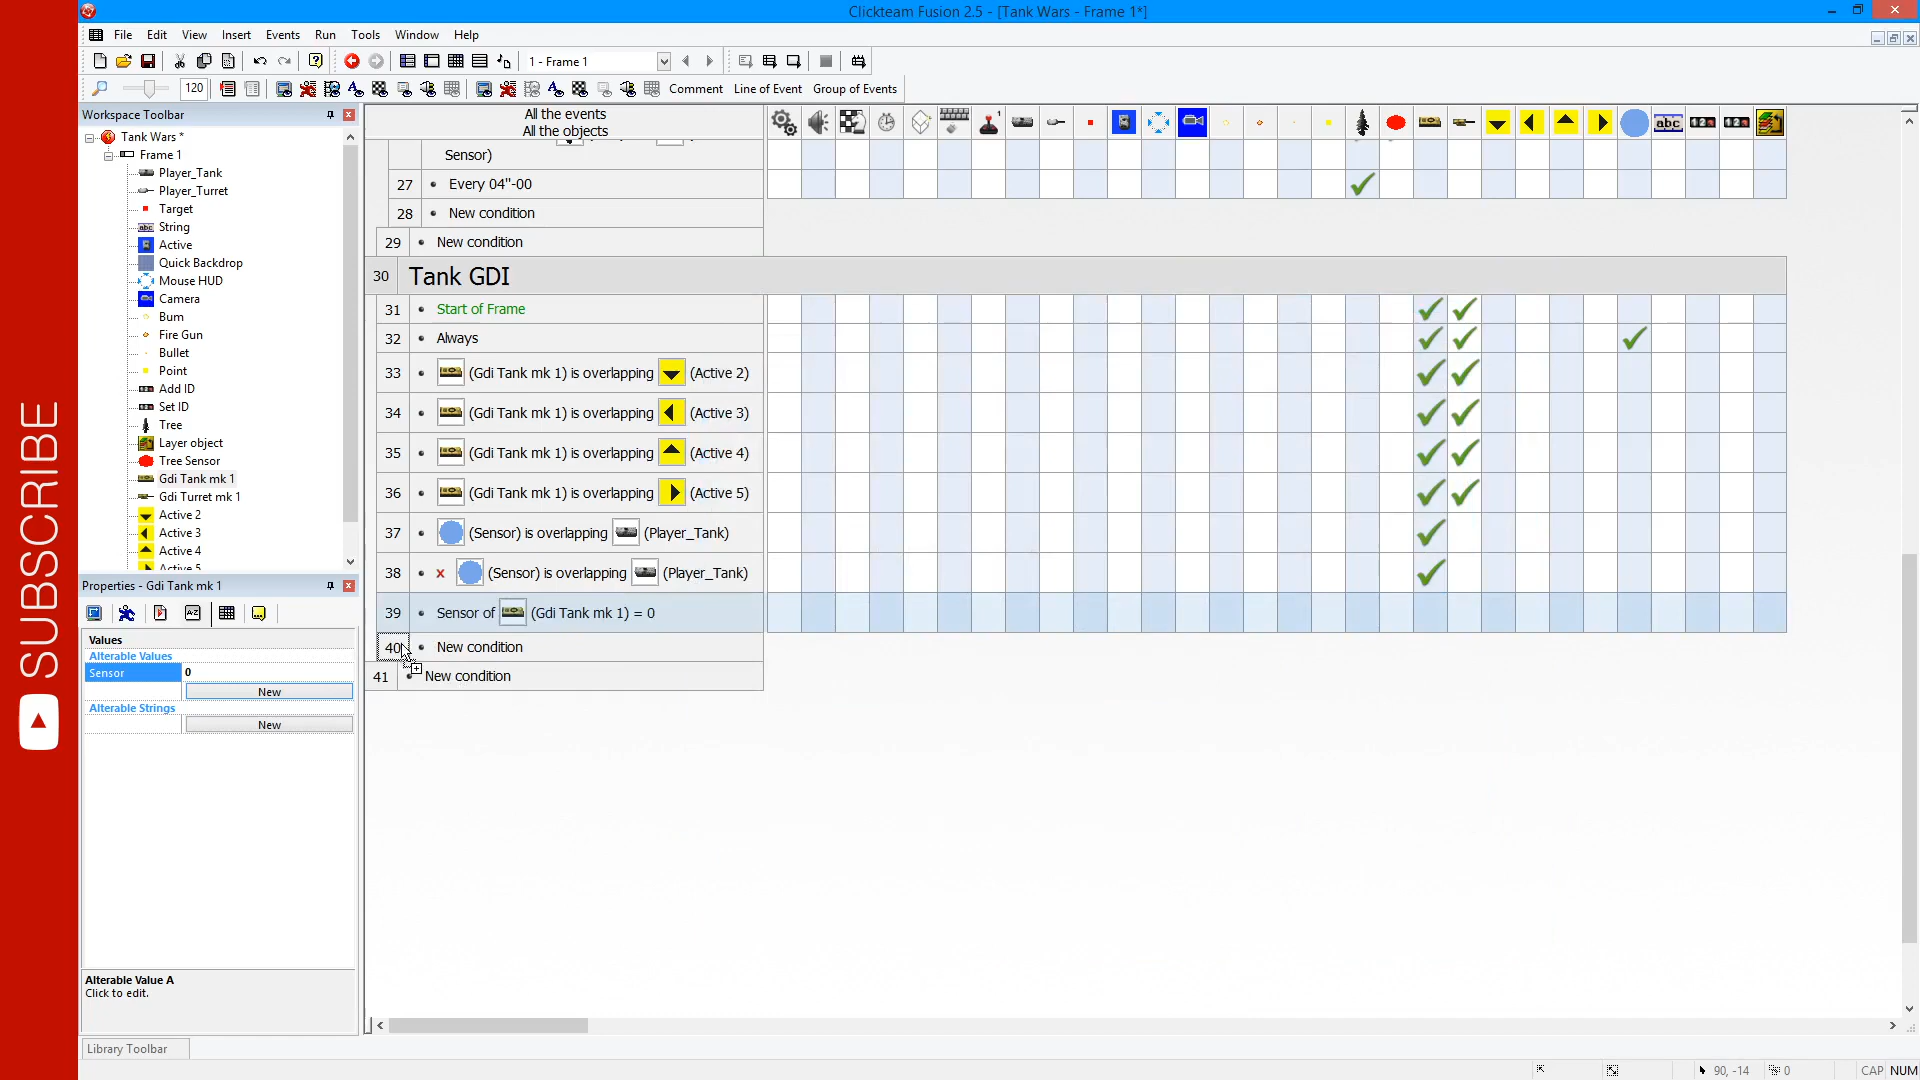 Clickteam Fusion 2.5 - [Tank Wars - Frame 1*]
File Edit View Insert Events Run Tools Window Help
1 - Frame 1
120
Comment Line of Event Group of Events
Workspace Toolbar
Tank Wars *
Frame 1
Player_Tank
Player_Turret
Target
String
Active
Quick Backdrop
Mouse HUD
Camera
Bum
Fire Gun
Bullet
Point
Add ID
Set ID
Tree
Layer object
Tree Sensor
Gdi Tank mk 1
Gdi Turret mk 1
Active 2
Active 3
Active 4
Active 5
Properties - Gdi Tank mk 1
Values
Alterable Values
Sensor 0
New
Alterable Strings
New
Alterable Value A
Click to edit.
Library Toolbar
All the events
All the objects
Sensor)
27 • Every 04"-00
28 • New condition
29 • New condition
30 Tank GDI
31 • Start of Frame
32 • Always
33 • (Gdi Tank mk 1) is overlapping (Active 2)
34 • (Gdi Tank mk 1) is overlapping (Active 3)
35 • (Gdi Tank mk 1) is overlapping (Active 4)
36 • (Gdi Tank mk 1) is overlapping (Active 5)
37 • (Sensor) is overlapping (Player_Tank)
38 • X (Sensor) is overlapping (Player_Tank)
39 • Sensor of (Gdi Tank mk 1) = 0
40 • New condition
41 • New condition
90, -14 0 CAP NUM
SUBSCRIBE